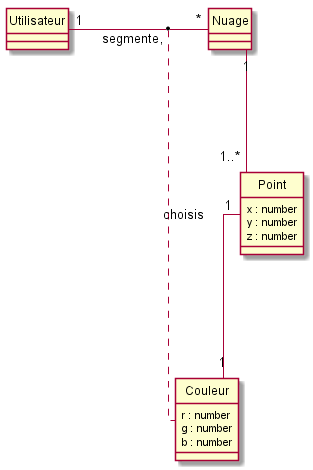 Utilisateur
1
*
Nuage
segmente,
1
1..*
Point
x : number
y : number
z : number
1
choisis
1
Couleur
r : number
g : number
b : number